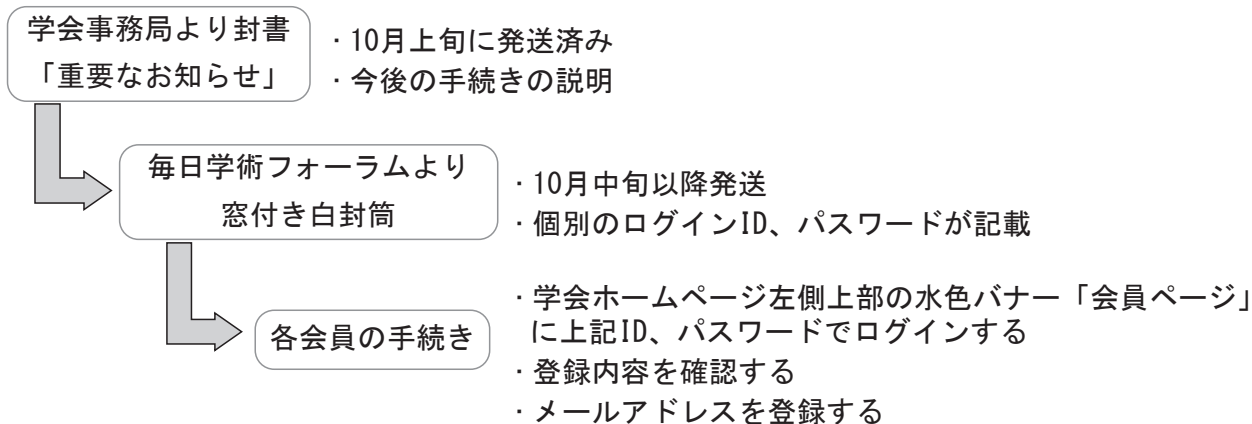 学会事務局より封書
「重要なお知らせ」
・10月上旬に発送済み
・今後の手続きの説明
毎日学術フォーラムより
窓付き白封筒
・10月中旬以降発送
・個別のログインID、パスワードが記載
各会員の手続き
・学会ホームページ左側上部の水色バナー「会員ページ」
に上記ID、パスワードでログインする
・登録内容を確認する
・メールアドレスを登録する